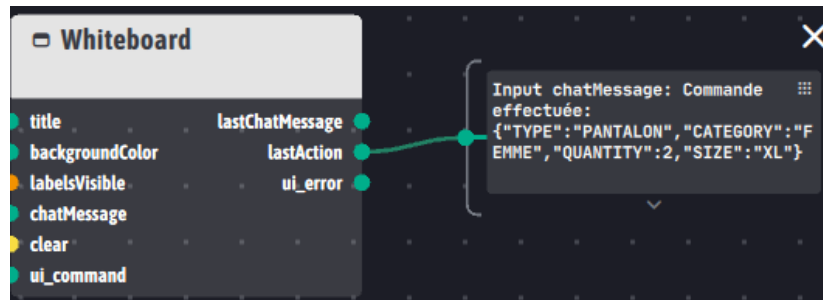 Whiteboard
title
lastChatMessage
backgroundColor
lastAction
labelsVisible
ui_error
chatMessage
clear
ui_command
Input chatMessage: Commande
effectuée:
{"TYPE":"PANTALON","CATEGORY":"F
EMME","QUANTITY":2,"SIZE":"XL"}